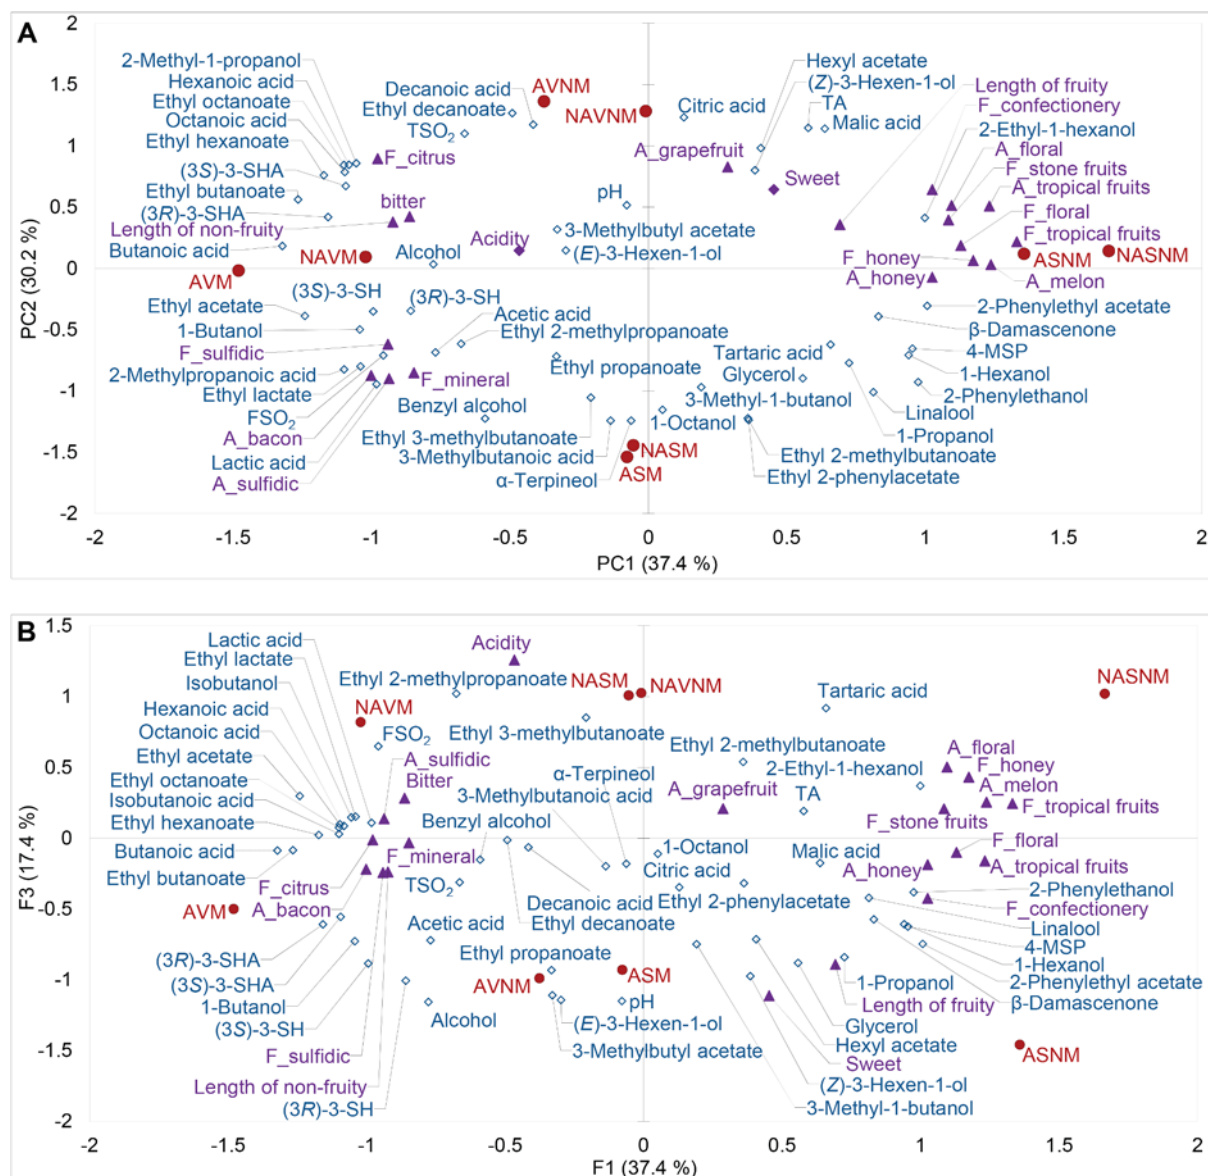 A
2
2-Methyl-1-propanol
Hexanoic acid
Ethyl octanoate
Octanoic acid
Ethyl hexanoate
(3S)-3-SHA
Ethyl butanoate
(3R)-3-SHA
Length of non-fruity
Butanoic acid
Decanoic acid
Ethyl decanoate
TSO₂
AVNM
NAVNM
F_citrus
bitter
NAVM
AVM
Alcohol
Acidity
pH
3-Methylbutyl acetate
(E)-3-Hexen-1-ol
Citric acid
A_grapefruit
Sweet
Hexyl acetate
(Z)-3-Hexen-1-ol
TA
Malic acid
Length of fruity
F_confectionery
2-Ethyl-1-hexanol
A_floral
F_stone fruits
A_tropical fruits
F_floral
F_tropical fruits
F_honey
A_honey
ASNM
NASNM
A_melon
1.5
1
0.5
0
-0.5
-1
-1.5
-2
PC2 (30.2 %)
Ethyl acetate
(3S)-3-SH
(3R)-3-SH
1-Butanol
F_sulfidic
2-Methylpropanoic acid
Ethyl lactate
FSO₂
A_bacon
Lactic acid
A_sulfidic
Acetic acid
Ethyl 2-methylpropanoate
Ethyl propanoate
F_mineral
Benzyl alcohol
Ethyl 3-methylbutanoate
3-Methylbutanoic acid
α-Terpineol
NASM
ASM
1-Octanol
Tartaric acid
Glycerol
3-Methyl-1-butanol
2-Phenylethyl acetate
β-Damascenone
4-MSP
1-Hexanol
2-Phenylethanol
Linalool
1-Propanol
Ethyl 2-methylbutanoate
Ethyl 2-phenylacetate
-2
-1.5
-1
-0.5
0
0.5
1
1.5
2
PC1 (37.4 %)
B
1.5
1
0.5
0
-0.5
-1
-1.5
-2
F3 (17.4 %)
Lactic acid
Ethyl lactate
Isobutanol
Hexanoic acid
Octanoic acid
Ethyl acetate
Ethyl octanoate
Isobutanoic acid
Ethyl hexanoate
Butanoic acid
Ethyl butanoate
Acidity
Ethyl 2-methylpropanoate
NASM
NAVNM
NAVM
FSO₂
A_sulfidic
Bitter
Ethyl 3-methylbutanoate
α-Terpineol
3-Methylbutanoic acid
Benzyl alcohol
Tartaric acid
NASNM
Ethyl 2-methylbutanoate
2-Ethyl-1-hexanol
A_grapefruit
TA
A_floral
F_honey
A_melon
F_tropical fruits
F_stone fruits
F_floral
A_tropical fruits
F_citrus
A_bacon
AVM
F_mineral
TSO₂
Decanoic acid
Ethyl decanoate
Acetic acid
Ethyl propanoate
1-Octanol
Citric acid
Ethyl 2-phenylacetate
Malic acid
A_honey
2-Phenylethanol
F_confectionery
Linalool
4-MSP
1-Hexanol
2-Phenylethyl acetate
β-Damascenone
(3R)-3-SHA
(3S)-3-SHA
1-Butanol
(3S)-3-SH
F_sulfidic
Length of non-fruity
(3R)-3-SH
Alcohol
AVNM
ASM
pH
(E)-3-Hexen-1-ol
3-Methylbutyl acetate
1-Propanol
Length of fruity
Glycerol
Hexyl acetate
Sweet
(Z)-3-Hexen-1-ol
3-Methyl-1-butanol
ASNM
-2
-1.5
-1
-0.5
0
0.5
1
1.5
2
F1 (37.4 %)